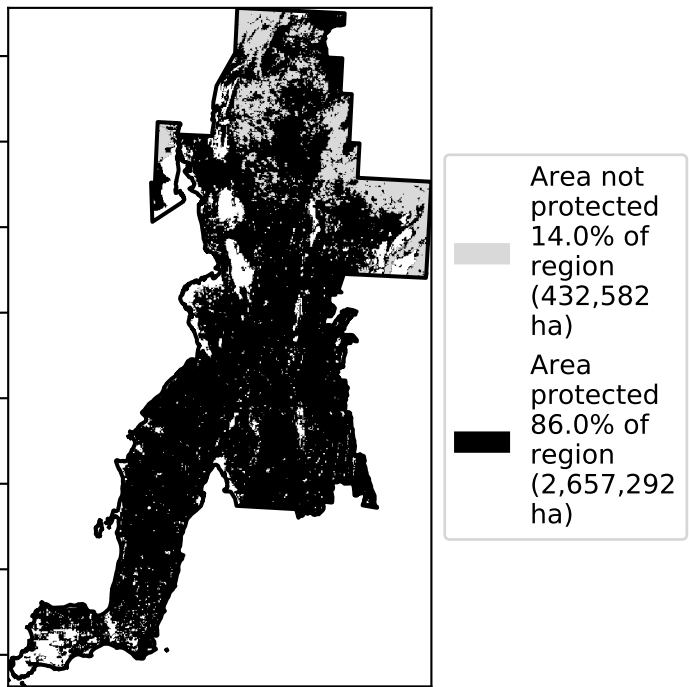 Area not
protected
14.0% of
region
(432,582
ha)
Area
protected
86.0% of
region
(2,657,292
ha)